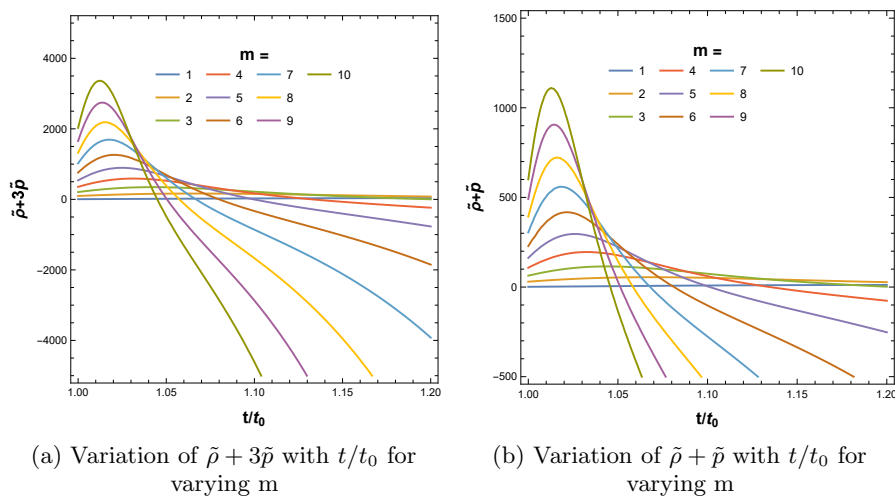 m =
1 4 7 10
2 5 8
3 6 9
4000
2000
0
−2000
−4000
ρ̃+3p̃
1.00 1.05 1.10 1.15 1.20
t/t₀
(a) Variation of ρ̃ + 3p̃ with t/t₀ for
varying m
m =
1 4 7 10
2 5 8
3 6 9
1000
500
0
−500
ρ̃+p̃
1.00 1.05 1.10 1.15 1.20
t/t₀
(b) Variation of ρ̃ + p̃ with t/t₀ for
varying m